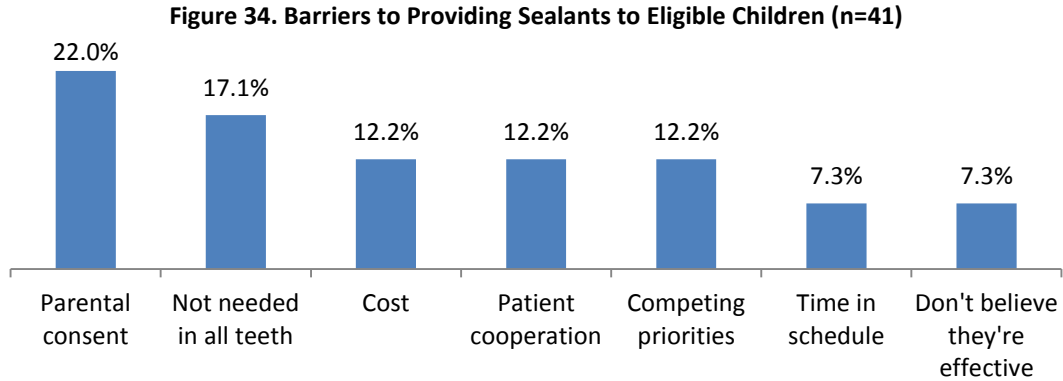 Figure 34. Barriers to Providing Sealants to Eligible Children (n=41)
22.0%
17.1%
12.2%
12.2%
12.2%
7.3%
7.3%
Parental
consent
Not needed
in all teeth
Cost
Patient
cooperation
Competing
priorities
Time in
schedule
Don't believe
they're
effective